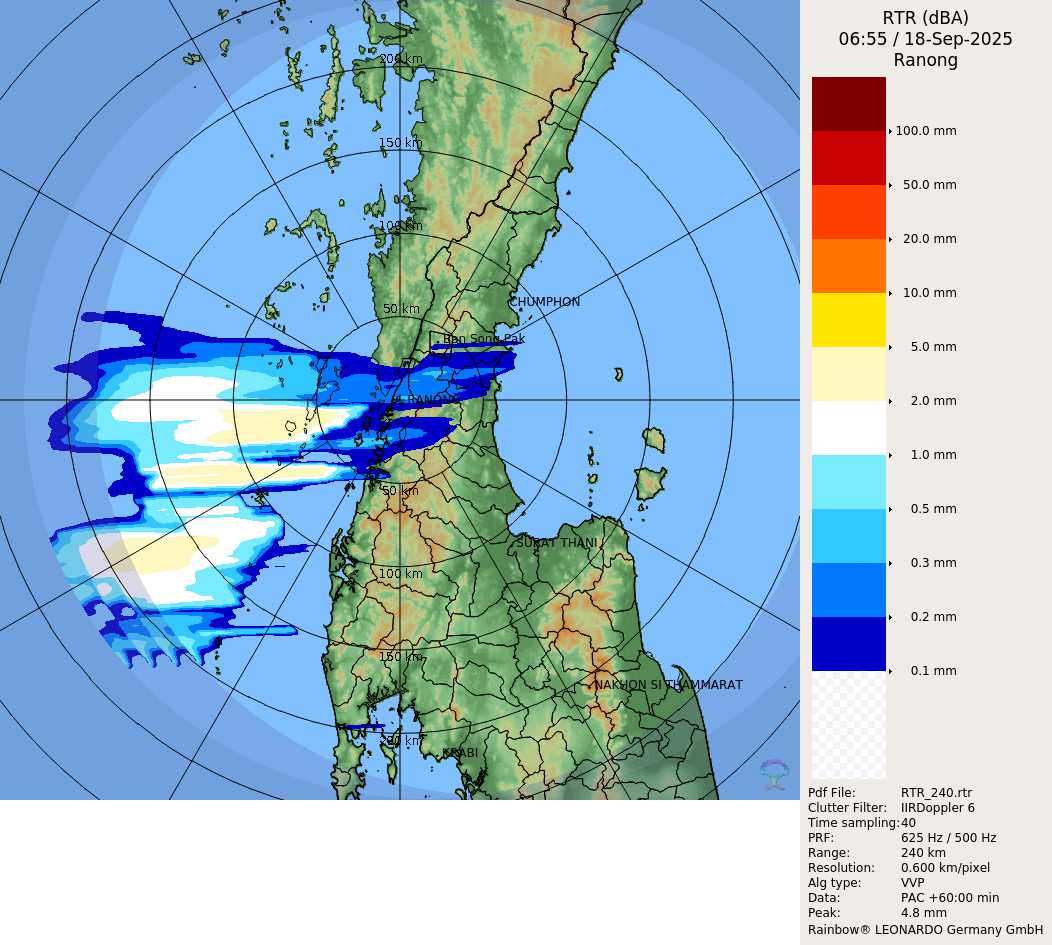 RTR (dBA)
06:55 / 18-Sep-2025
Ranong
200 km
150 km
100 km
50 km
CHUMPHON
Ban Song Pak
RANONG
50 km
SURAT THANI
100 km
150 km
NAKHON SI THAMMARAT
200 km
KRABI
100.0 mm
50.0 mm
20.0 mm
10.0 mm
5.0 mm
2.0 mm
1.0 mm
0.5 mm
0.3 mm
0.2 mm
0.1 mm
Pdf File: RTR_240.rtr
Clutter Filter: IIRDoppler 6
Time sampling:40
PRF: 625 Hz / 500 Hz
Range: 240 km
Resolution: 0.600 km/pixel
Alg type: VVP
Data: PAC +60:00 min
Peak: 4.8 mm
Rainbow® LEONARDO Germany GmbH